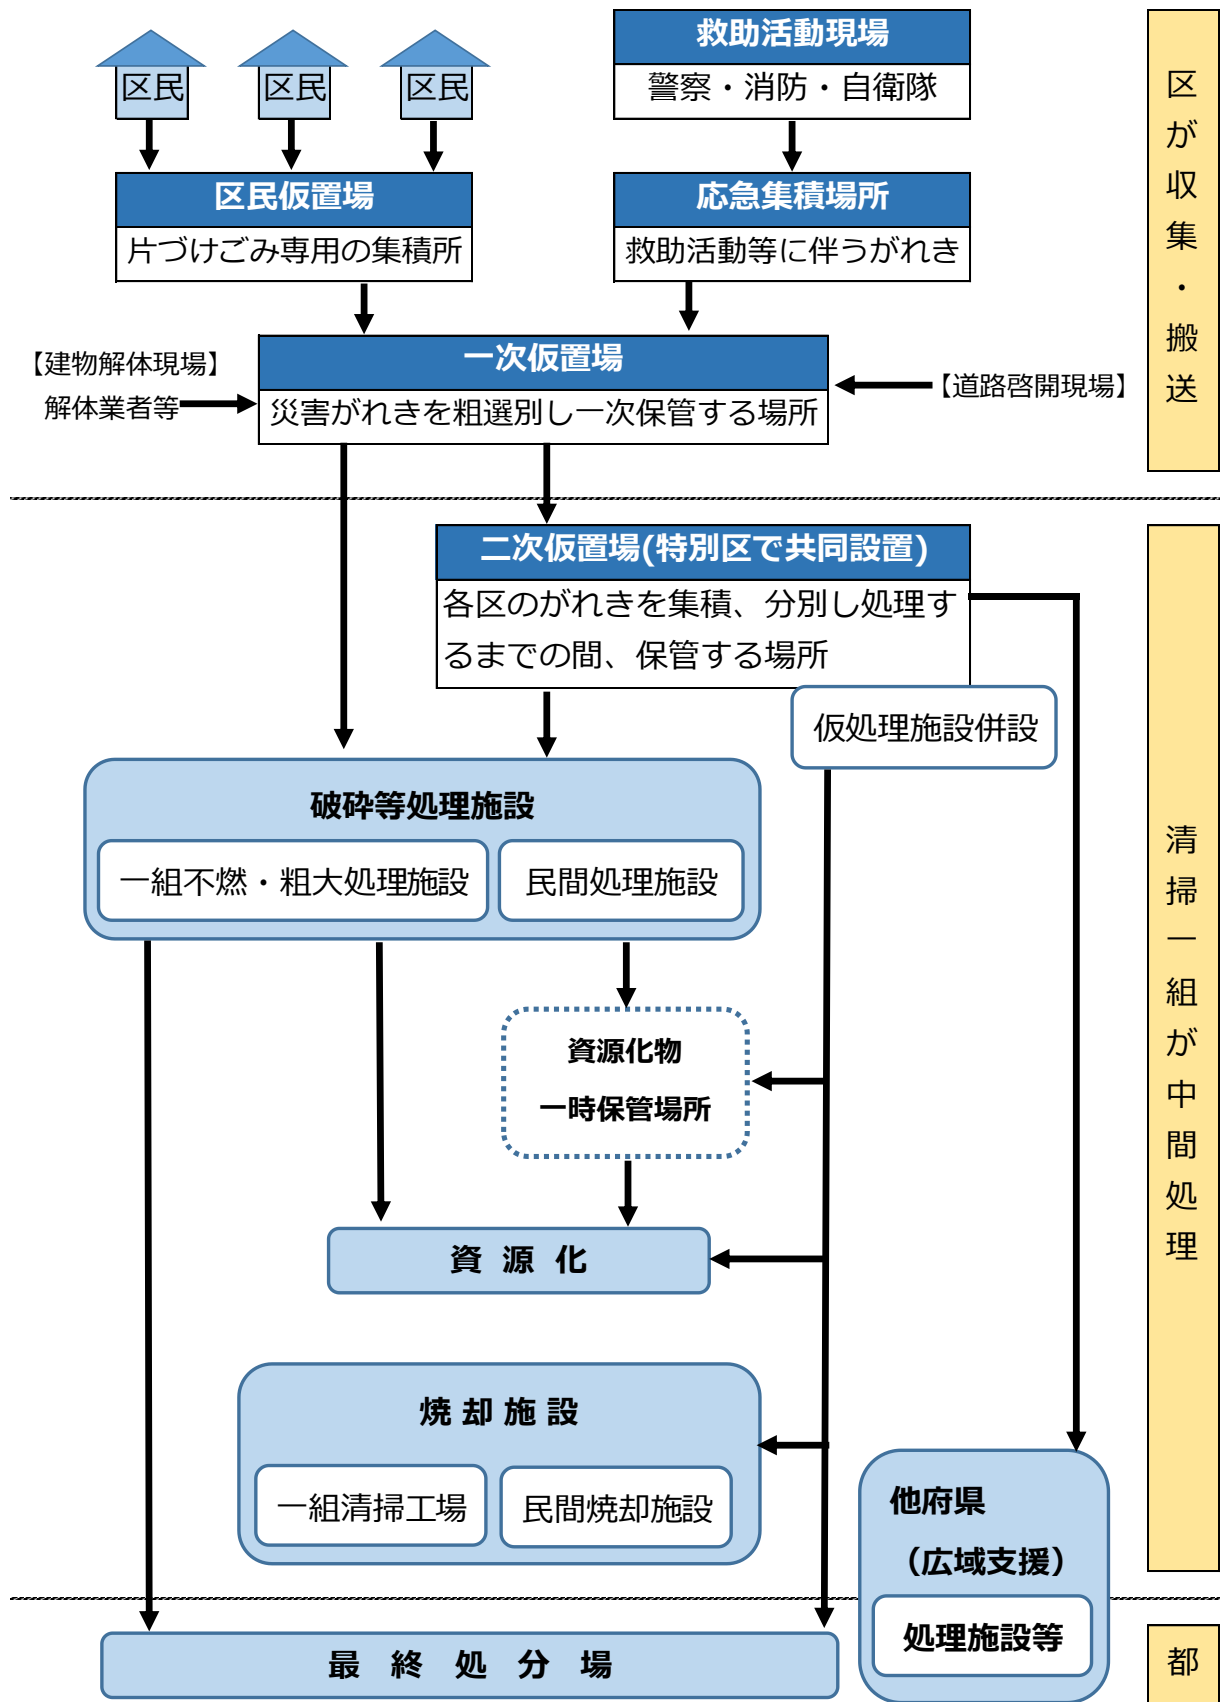 区民
区民
区民
救助活動現場
警察・消防・自衛隊
区民仮置場
片づけごみ専用の集積所
応急集積場所
救助活動等に伴うがれき
一次仮置場
災害がれきを粗選別し一次保管する場所
【建物解体現場】
解体業者等
【道路啓開現場】
区が収集・搬送
二次仮置場(特別区で共同設置)
各区のがれきを集積、分別し処理す
るまでの間、保管する場所
仮処理施設併設
破砕等処理施設
一組不燃・粗大処理施設
民間処理施設
資源化物
一時保管場所
資源化
焼却施設
一組清掃工場
民間焼却施設
清掃一組が中間処理
他府県
（広域支援）
処理施設等
最終処分場
都